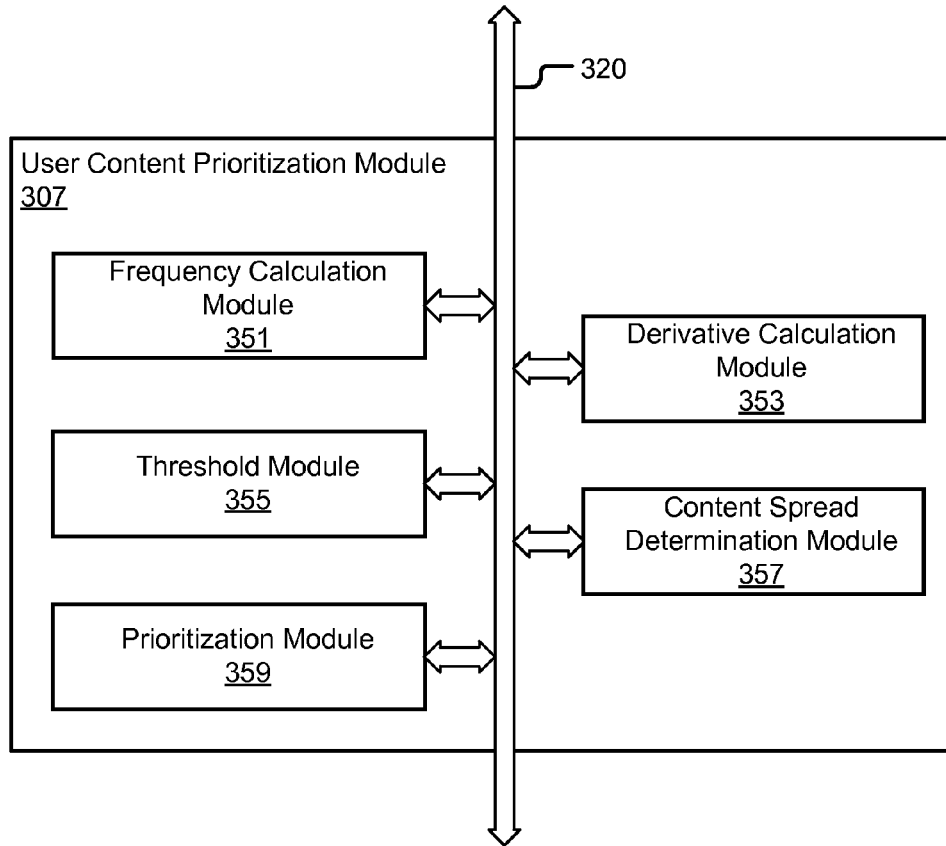 320
User Content Prioritization Module
307
Frequency Calculation
Module
351
Derivative Calculation
Module
353
Threshold Module
355
Content Spread
Determination Module
357
Prioritization Module
359